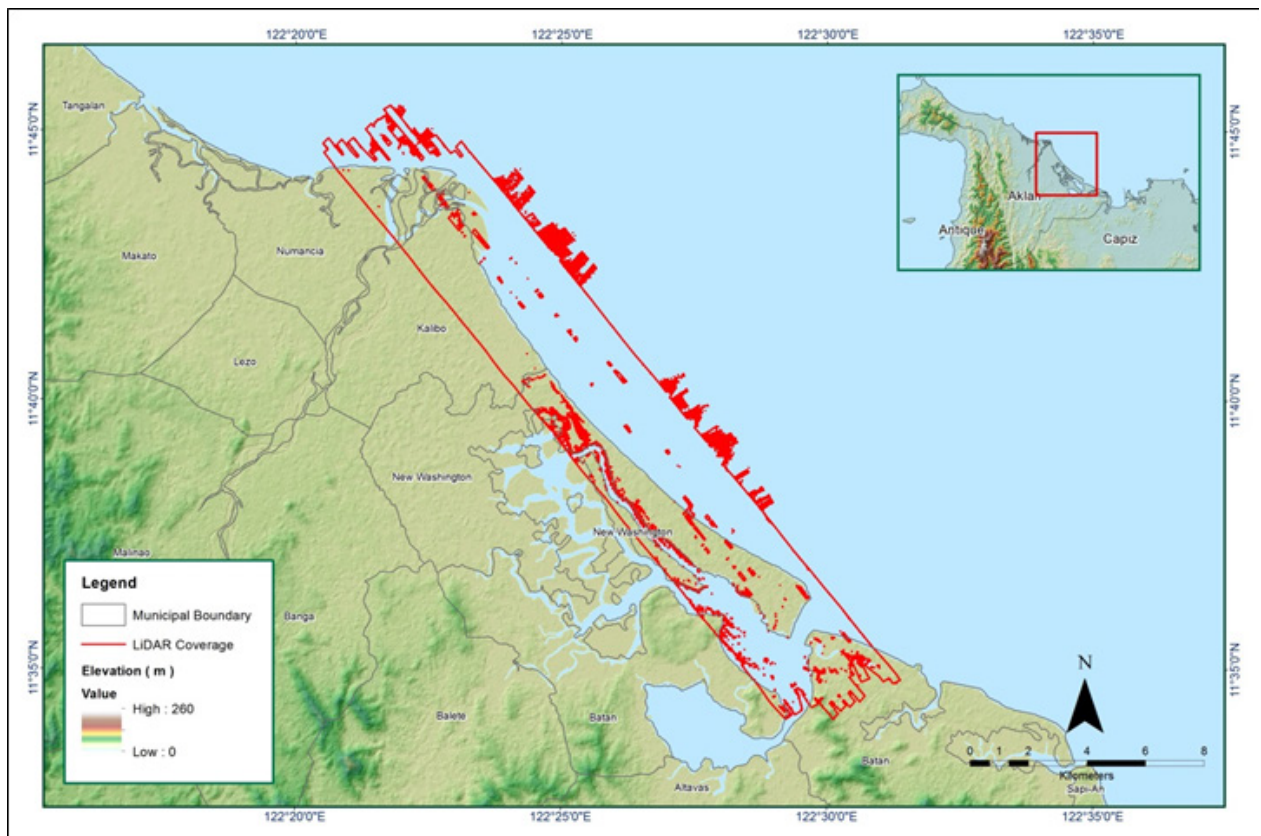 122°20'0"E
122°25'0"E
122°30'0"E
122°35'0"E
11°45'0"N
11°45'0"N
Tangalan
Makato
Numancia
Aklan
Antique
Capiz
Kalibo
Lezo
11°40'0"N
11°40'0"N
New Washington
New Washington
Malinao
Banga
Legend
Municipal Boundary
LiDAR Coverage
Elevation ( m )
Value
High : 260
Low : 0
11°35'0"N
11°35'0"N
N
Balete
Batan
Batan
Altavas
0 1 2 4 6 8
Kilometers
Sapi-An
122°20'0"E
122°25'0"E
122°30'0"E
122°35'0"E